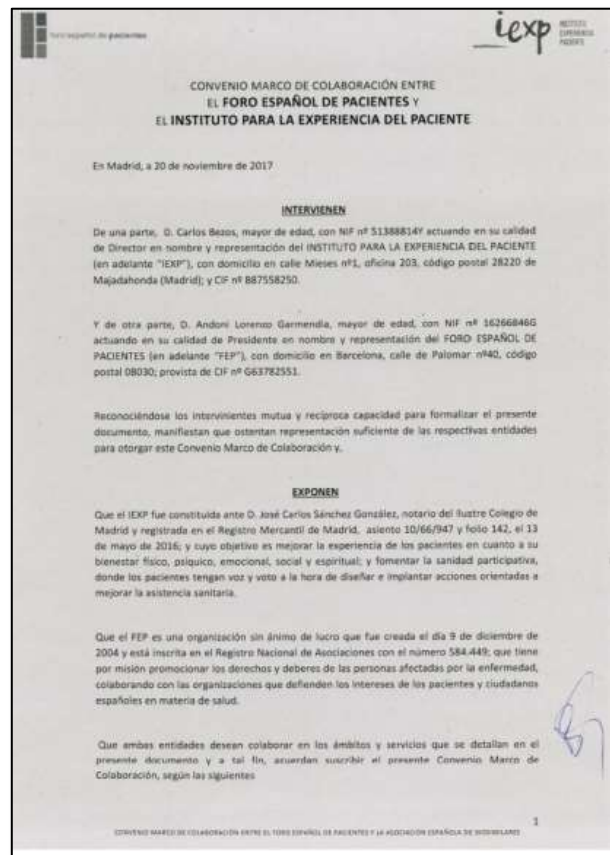 foro español de pacientes
iexp
INSTITUTO
EXPERIENCIA
PACIENTE
CONVENIO MARCO DE COLABORACIÓN ENTRE
EL FORO ESPAÑOL DE PACIENTES Y
EL INSTITUTO PARA LA EXPERIENCIA DEL PACIENTE
En Madrid, a 20 de noviembre de 2017
INTERVIENEN
De una parte, D. Carlos Bezos, mayor de edad, con NIF nº 51388814Y actuando en su calidad
de Director en nombre y representación del INSTITUTO PARA LA EXPERIENCIA DEL PACIENTE
(en adelante "IEXP"), con domicilio en calle Mieses nº1, oficina 203, código postal 28220 de
Majadahonda (Madrid); y CIF nº B87558250.
Y de otra parte, D. Andoni Lorenzo Garmendia, mayor de edad, con NIF nº 16266846G
actuando en su calidad de Presidente en nombre y representación del FORO ESPAÑOL DE
PACIENTES (en adelante "FEP"), con domicilio en Barcelona, calle de Palomar nº40, código
postal 08030; provista de CIF nº G63782551.
Reconociéndose los intervinientes mutua y recíproca capacidad para formalizar el presente
documento, manifiestan que ostentan representación suficiente de las respectivas entidades
para otorgar este Convenio Marco de Colaboración y,
EXPONEN
Que el IEXP fue constituida ante D. José Carlos Sánchez González, notario del Ilustre Colegio de
Madrid y registrada en el Registro Mercantil de Madrid, asiento 10/66/947 y folio 142, el 13
de mayo de 2016; y cuyo objetivo es mejorar la experiencia de los pacientes en cuanto a su
bienestar físico, psíquico, emocional, social y espiritual; y fomentar la sanidad participativa,
donde los pacientes tengan voz y voto a la hora de diseñar e implantar acciones orientadas a
mejorar la asistencia sanitaria.
Que el FEP es una organización sin ánimo de lucro que fue creada el día 9 de diciembre de
2004 y está inscrita en el Registro Nacional de Asociaciones con el número 584.449; que tiene
por misión promocionar los derechos y deberes de las personas afectadas por la enfermedad,
colaborando con las organizaciones que defienden los intereses de los pacientes y ciudadanos
españoles en materia de salud.
Que ambas entidades desean colaborar en los ámbitos y servicios que se detallan en el
presente documento y a tal fin, acuerdan suscribir el presente Convenio Marco de
Colaboración, según las siguientes
1
CONVENIO MARCO DE COLABORACIÓN ENTRE EL FORO ESPAÑOL DE PACIENTES Y LA ASOCIACIÓN ESPAÑOLA DE BIOSIMILARES